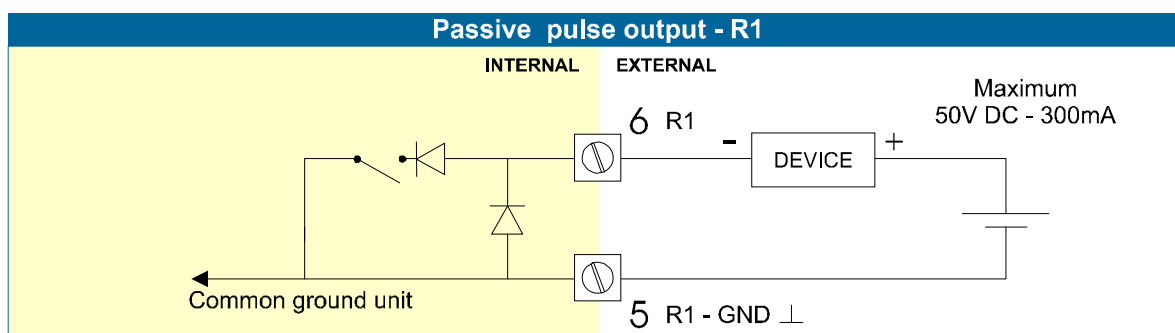 Passive pulse output - R1
INTERNAL EXTERNAL
Maximum
50V DC - 300mA
6 R1
- DEVICE +
Common ground unit
5 R1 - GND ⊥